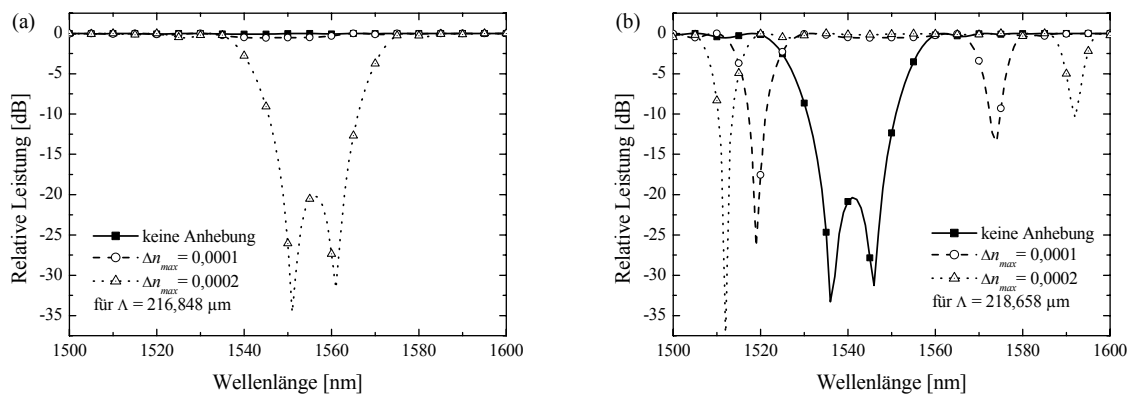 (a)
Relative Leistung [dB]
0
-5
-10
-15
-20
-25
-30
-35
keine Anhebung
Δn_max = 0,0001
Δn_max = 0,0002
für Λ = 216,848 µm
1500 1520 1540 1560 1580 1600
Wellenlänge [nm]
(b)
Relative Leistung [dB]
0
-5
-10
-15
-20
-25
-30
-35
keine Anhebung
Δn_max = 0,0001
Δn_max = 0,0002
für Λ = 218,658 µm
1500 1520 1540 1560 1580 1600
Wellenlänge [nm]